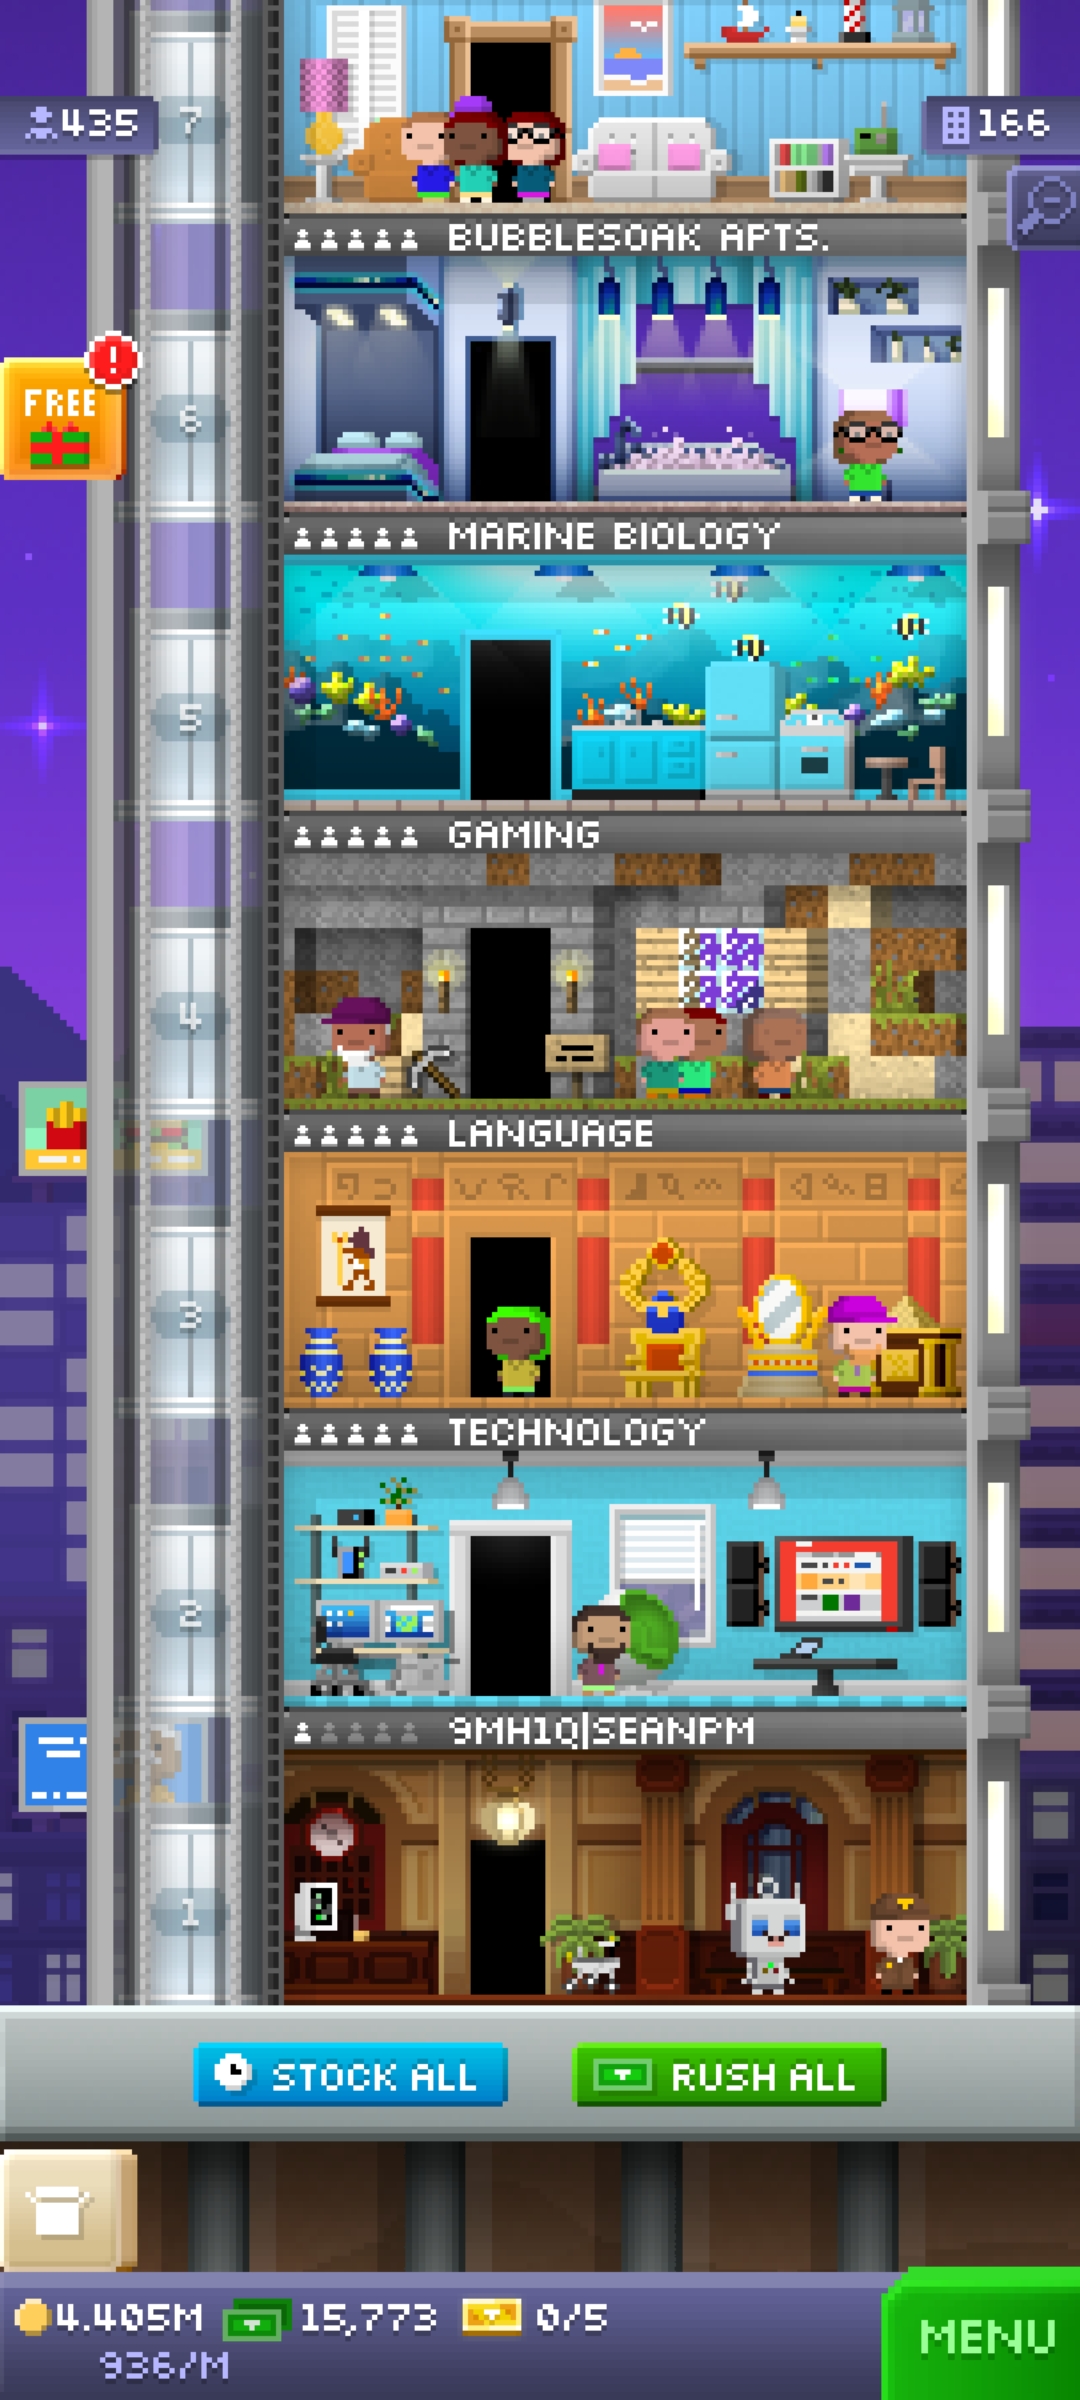 435
7
166
BUBBLESOAK APTS.
FREE
!
6
MARINE BIOLOGY
5
GAMING
4
LANGUAGE
3
TECHNOLOGY
2
9MH1Q|SEANPM
1
STOCK ALL
RUSH ALL
4.405M
15,773
0/5
936/M
MENU